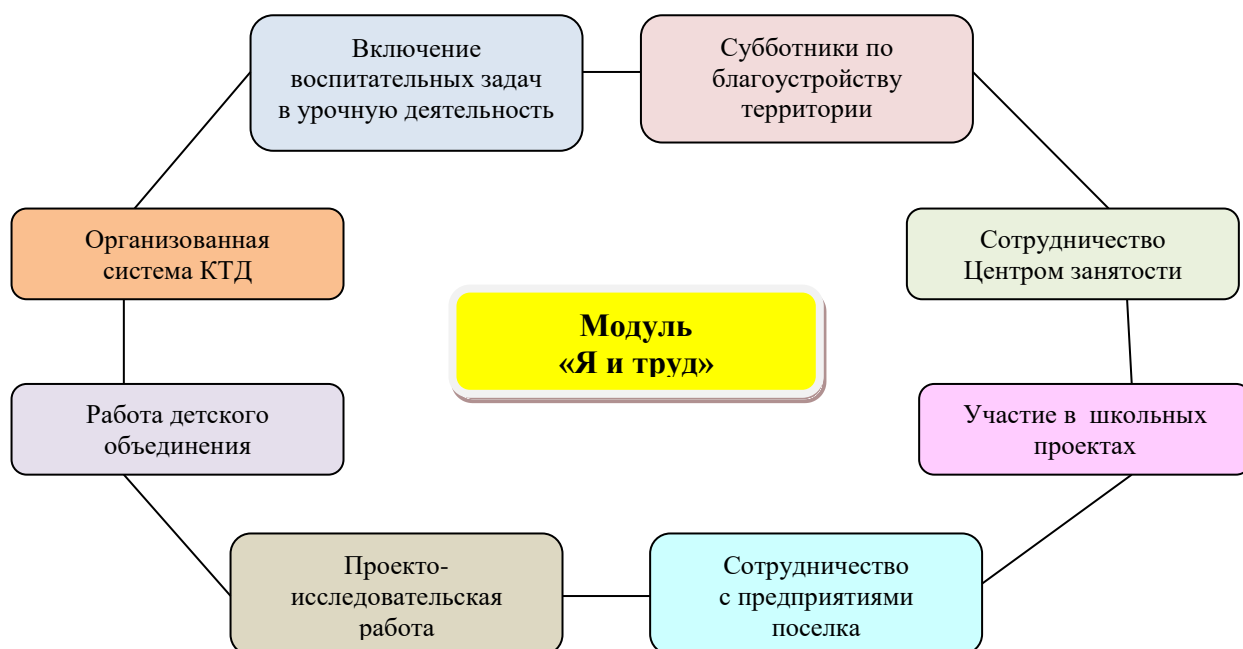 Включение
воспитательных задач
в урочную деятельность
Субботники по
благоустройству
территории
Организованная
система КТД
Сотрудничество
Центром занятости
Модуль
«Я и труд»
Работа детского
объединения
Участие в школьных
проектах
Проекто-
исследовательская
работа
Сотрудничество
с предприятиями
поселка